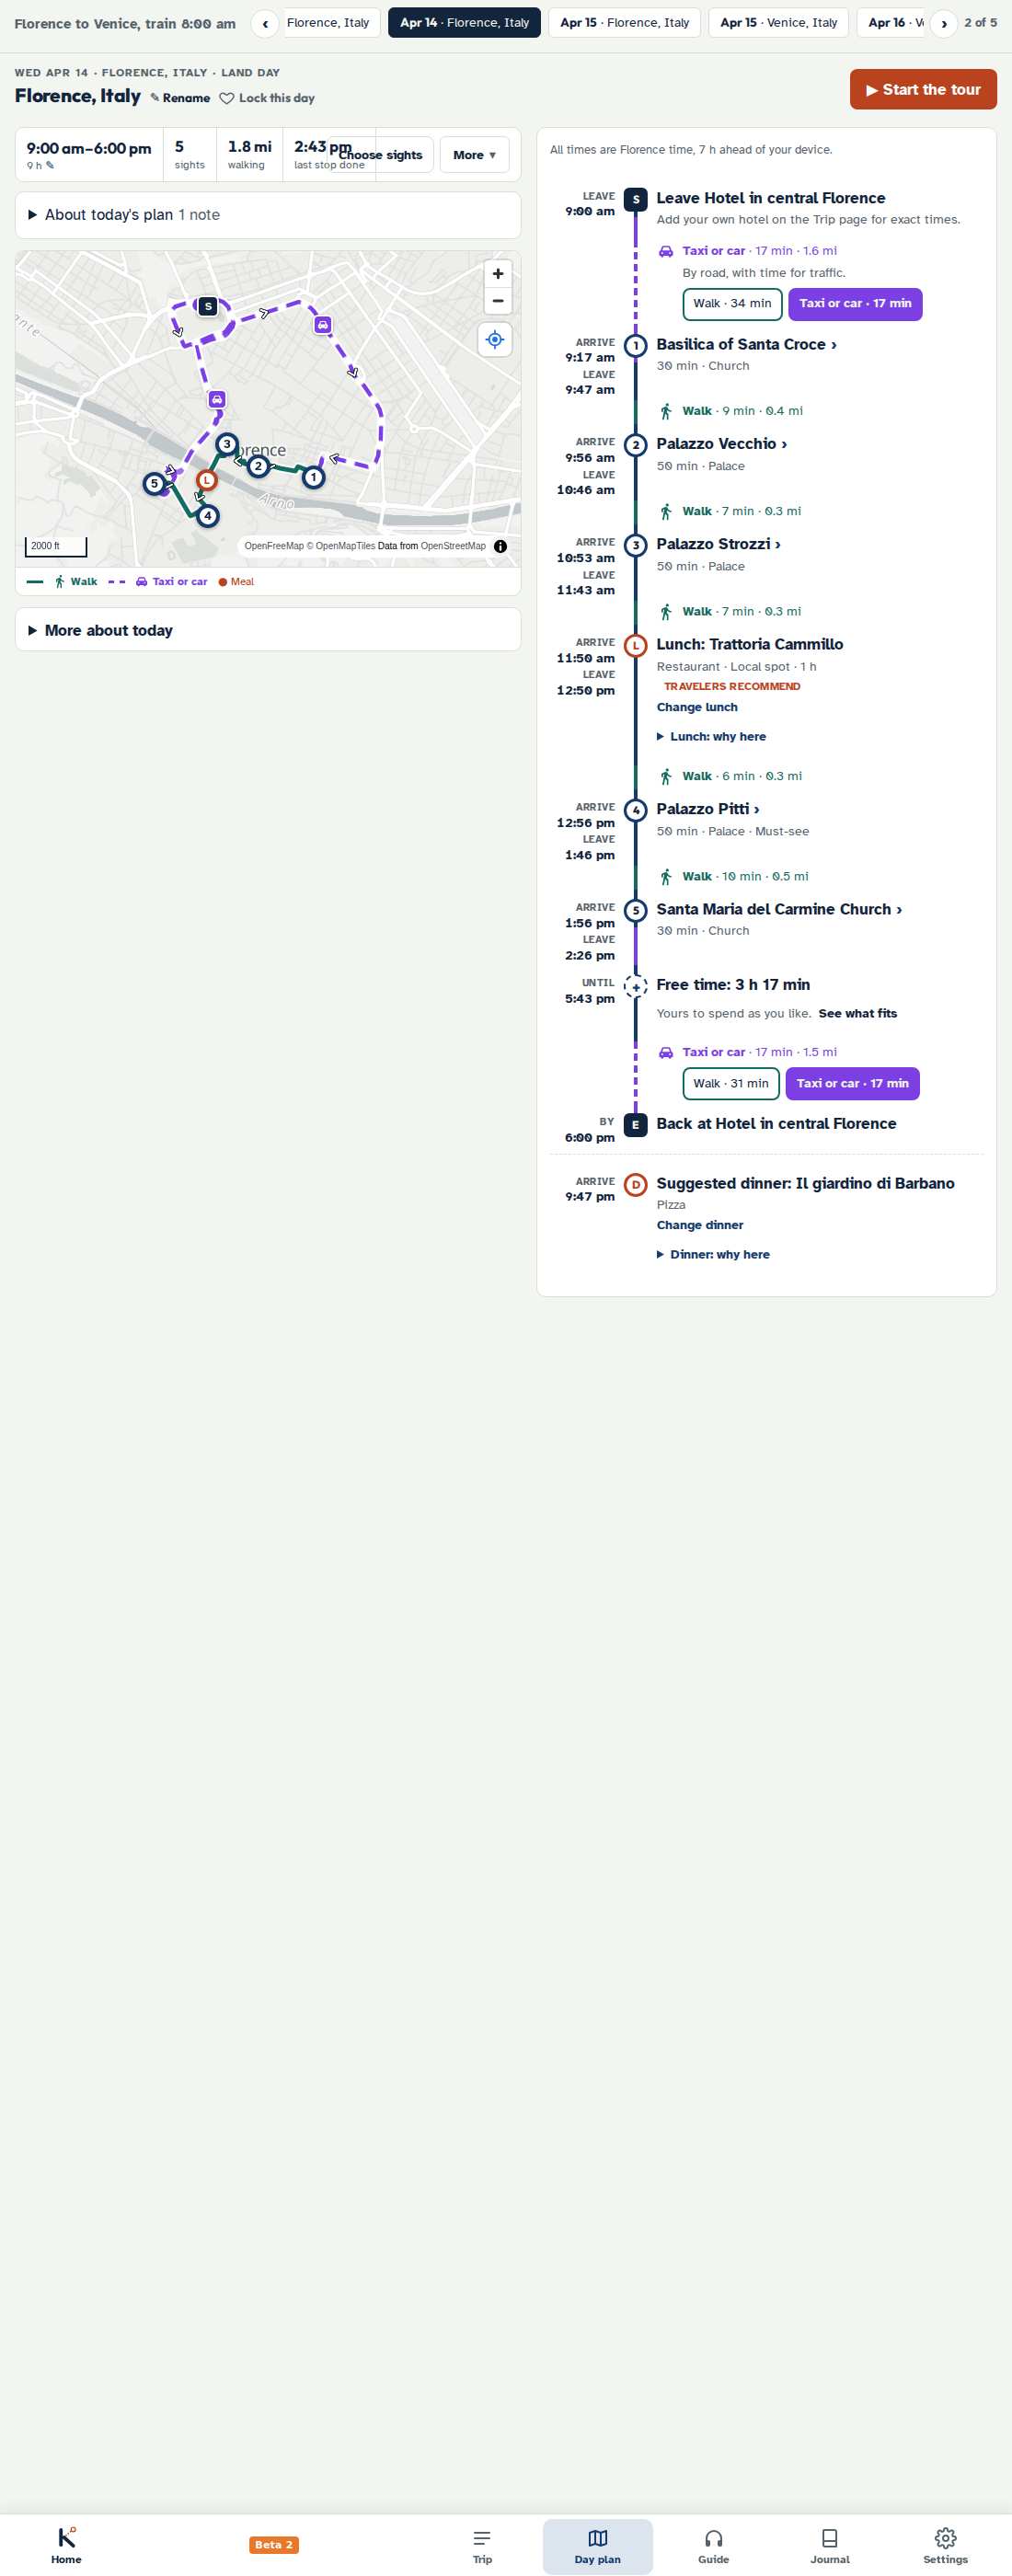 Florence to Venice, train 8:00 am
‹
Florence, Italy
Apr 14 · Florence, Italy
Apr 15 · Florence, Italy
Apr 15 · Venice, Italy
Apr 16 ·
›
2 of 5
WED APR 14 · FLORENCE, ITALY · LAND DAY
Florence, Italy
✎ Rename
Lock this day
▶ Start the tour
9:00 am–6:00 pm
9 h ✎
5
sights
1.8 mi
walking
2:43 pm
last stop done
Choose sights
More ▾
▶ About today's plan 1 note
S
3
2
1
L
5
4
Arno
+
−
2000 ft
OpenFreeMap © OpenMapTiles Data from OpenStreetMap
Walk
Taxi or car
Meal
▶ More about today
All times are Florence time, 7 h ahead of your device.
LEAVE
9:00 am
S
Leave Hotel in central Florence
Add your own hotel on the Trip page for exact times.
Taxi or car · 17 min · 1.6 mi
By road, with time for traffic.
Walk · 34 min
Taxi or car · 17 min
ARRIVE
9:17 am
LEAVE
9:47 am
1
Basilica of Santa Croce ›
30 min · Church
Walk · 9 min · 0.4 mi
ARRIVE
9:56 am
LEAVE
10:46 am
2
Palazzo Vecchio ›
50 min · Palace
Walk · 7 min · 0.3 mi
ARRIVE
10:53 am
LEAVE
11:43 am
3
Palazzo Strozzi ›
50 min · Palace
Walk · 7 min · 0.3 mi
ARRIVE
11:50 am
LEAVE
12:50 pm
L
Lunch: Trattoria Cammillo
Restaurant · Local spot · 1 h
TRAVELERS RECOMMEND
Change lunch
▶ Lunch: why here
Walk · 6 min · 0.3 mi
ARRIVE
12:56 pm
LEAVE
1:46 pm
4
Palazzo Pitti ›
50 min · Palace · Must-see
Walk · 10 min · 0.5 mi
ARRIVE
1:56 pm
LEAVE
2:26 pm
5
Santa Maria del Carmine Church ›
30 min · Church
UNTIL
5:43 pm
+
Free time: 3 h 17 min
Yours to spend as you like. See what fits
Taxi or car · 17 min · 1.5 mi
Walk · 31 min
Taxi or car · 17 min
BY
6:00 pm
E
Back at Hotel in central Florence
ARRIVE
9:47 pm
D
Suggested dinner: Il giardino di Barbano
Pizza
Change dinner
▶ Dinner: why here
Home
Beta 2
Trip
Day plan
Guide
Journal
Settings